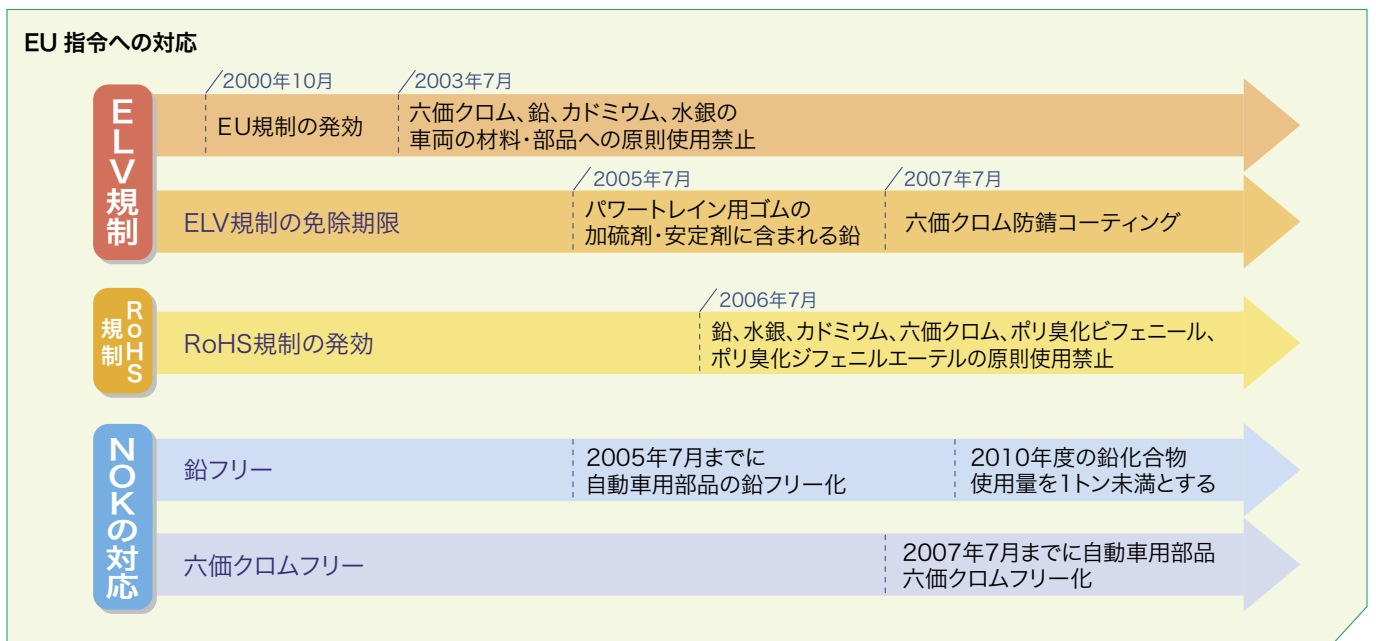 EU 指令への対応
ELV規制
2000年10月
EU規制の発効
2003年7月
六価クロム、鉛、カドミウム、水銀の
車両の材料・部品への原則使用禁止
ELV規制の免除期限
2005年7月
パワートレイン用ゴムの
加硫剤・安定剤に含まれる鉛
2007年7月
六価クロム防錆コーティング
RoHS
規制
RoHS規制の発効
2006年7月
鉛、水銀、カドミウム、六価クロム、ポリ臭化ビフェニール、
ポリ臭化ジフェニルエーテルの原則使用禁止
NOKの対応
鉛フリー
2005年7月までに
自動車用部品の鉛フリー化
2010年度の鉛化合物
使用量を1トン未満とする
六価クロムフリー
2007年7月までに自動車用部品
六価クロムフリー化